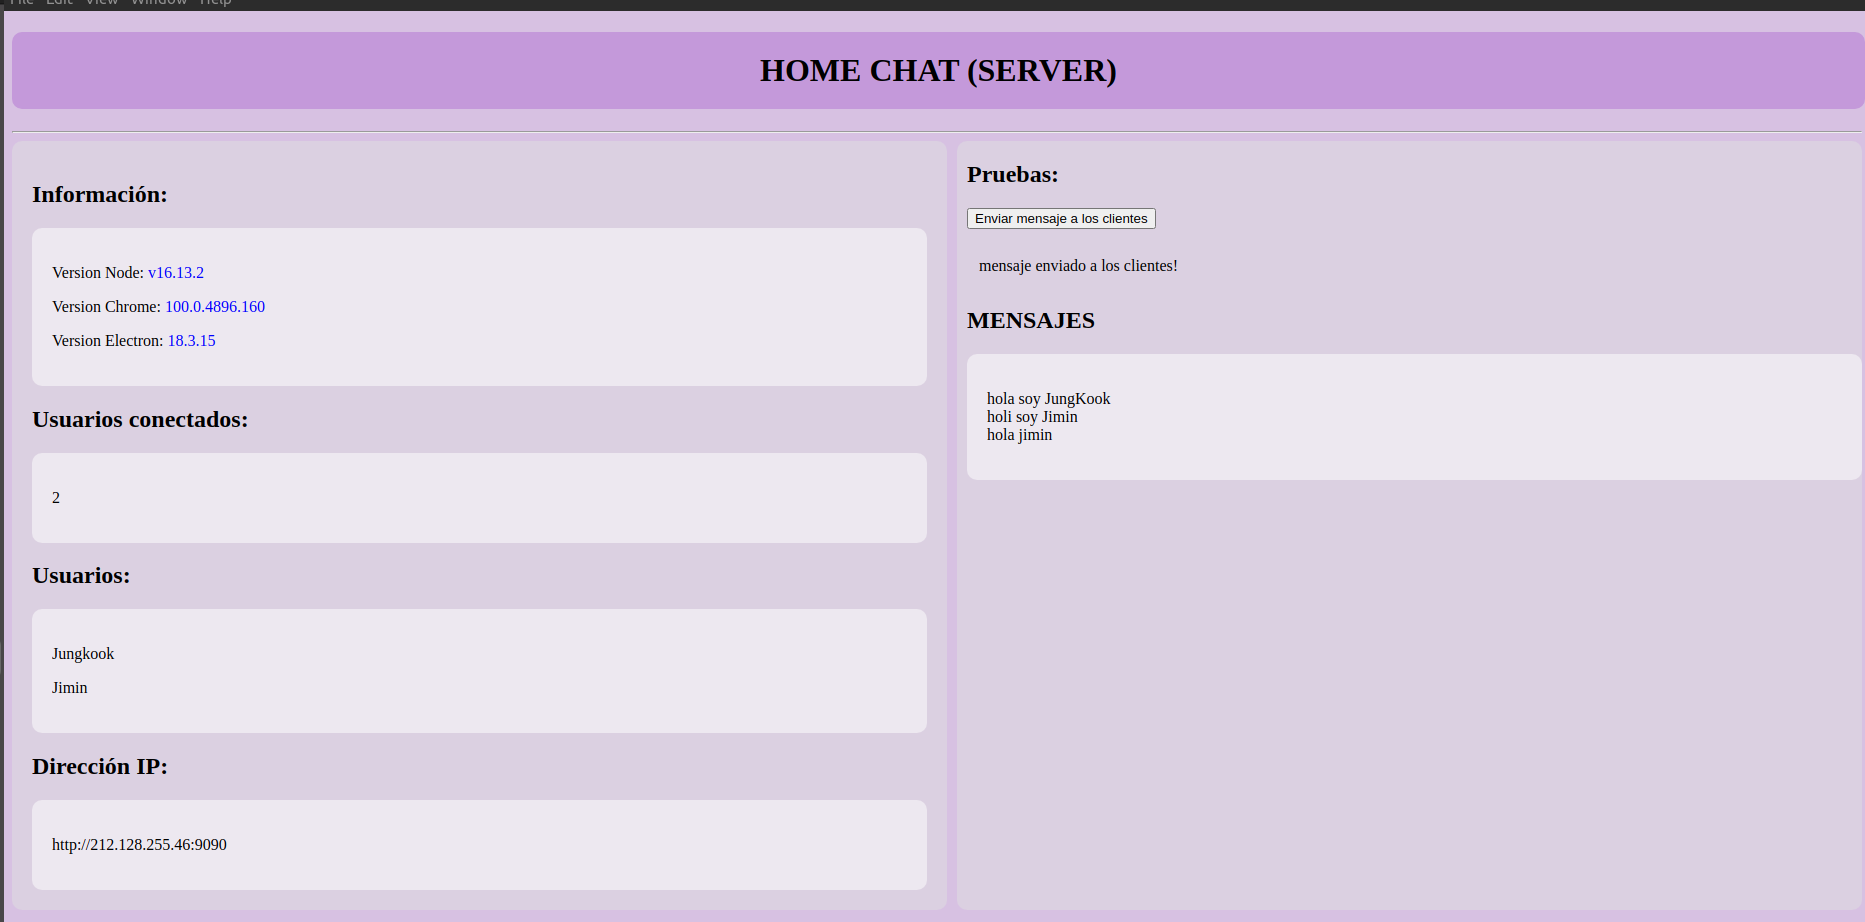 File Edit View Window Help
HOME CHAT (SERVER)
Información:
Version Node: v16.13.2
Version Chrome: 100.0.4896.160
Version Electron: 18.3.15
Usuarios conectados:
2
Usuarios:
Jungkook
Jimin
Dirección IP:
http://212.128.255.46:9090
Pruebas:
Enviar mensaje a los clientes
mensaje enviado a los clientes!
MENSAJES
hola soy JungKook
holi soy Jimin
hola jimin